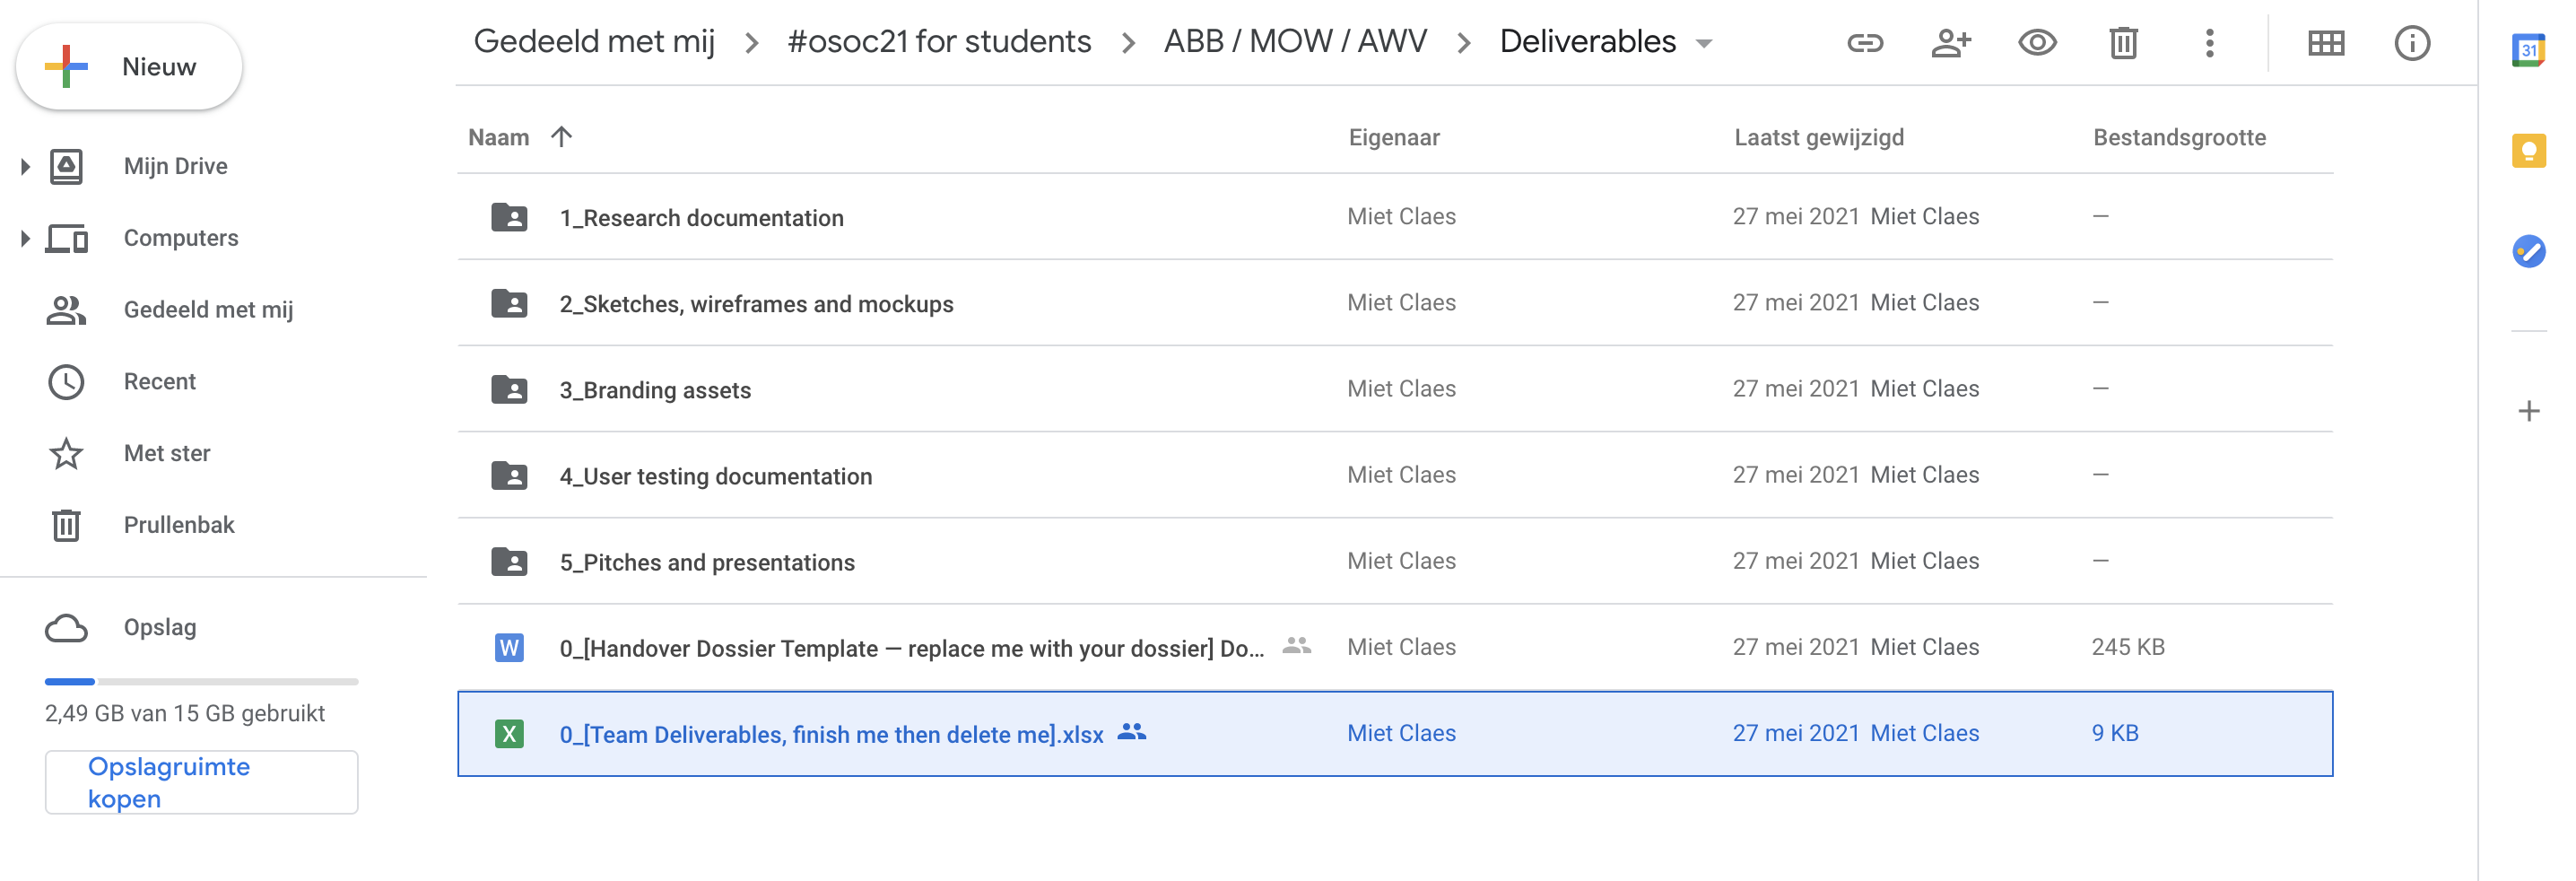 Nieuw
Mijn Drive
Computers
Gedeeld met mij
Recent
Met ster
Prullenbak
Opslag
2,49 GB van 15 GB gebruikt
Opslagruimte
kopen
Gedeeld met mij > #osoc21 for students > ABB / MOW / AWV > Deliverables
Naam Eigenaar Laatst gewijzigd Bestandsgrootte
1_Research documentation Miet Claes 27 mei 2021 Miet Claes —
2_Sketches, wireframes and mockups Miet Claes 27 mei 2021 Miet Claes —
3_Branding assets Miet Claes 27 mei 2021 Miet Claes —
4_User testing documentation Miet Claes 27 mei 2021 Miet Claes —
5_Pitches and presentations Miet Claes 27 mei 2021 Miet Claes —
W 0_[Handover Dossier Template — replace me with your dossier] Do... Miet Claes 27 mei 2021 Miet Claes 245 KB
X 0_[Team Deliverables, finish me then delete me].xlsx Miet Claes 27 mei 2021 Miet Claes 9 KB
31